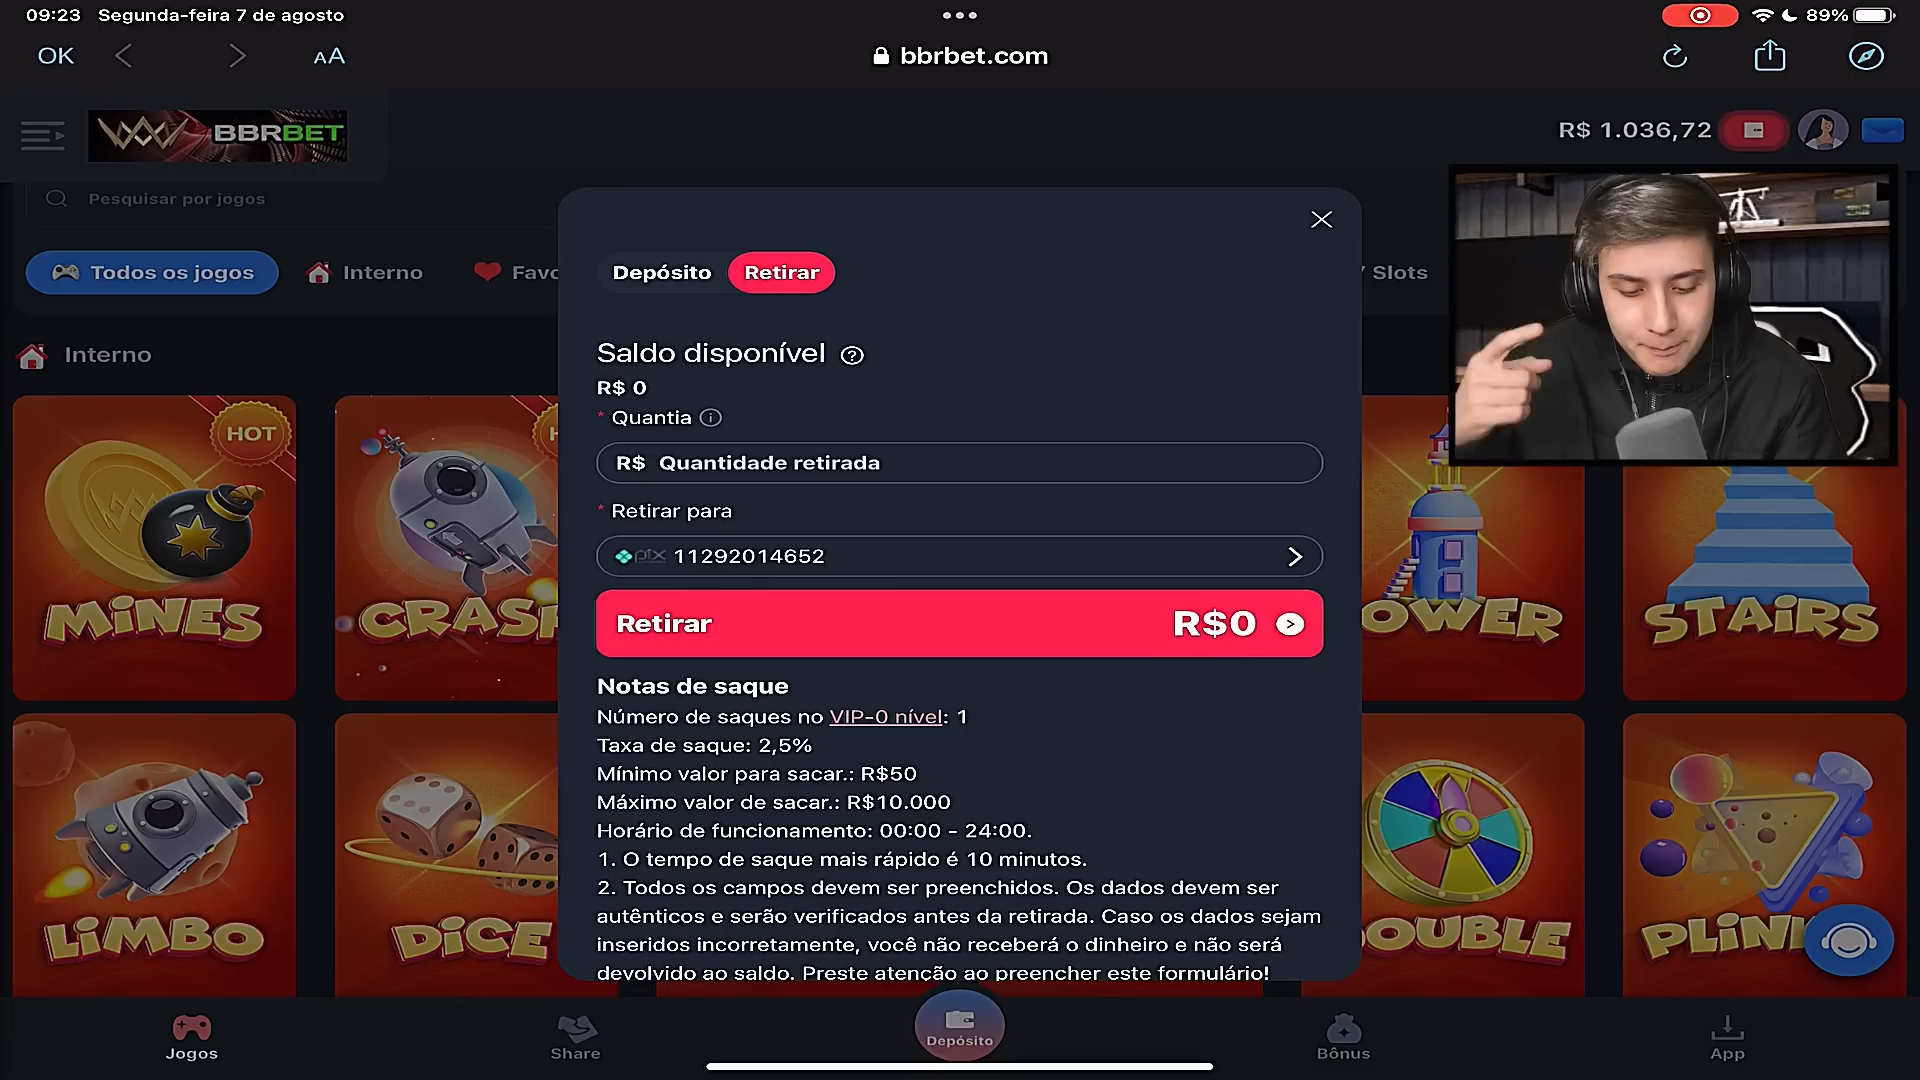 09:23 Segunda-feira 7 de agosto
89%
OK
AA
bbrbet.com
BBRBET
R$ 1.036,72
Pesquisar por jogos
Todos os jogos
Interno
Favo
Slots
Depósito
Retirar
Interno
Saldo disponível
R$ 0
* Quantia
R$ Quantidade retirada
* Retirar para
pix 11292014652
Retirar R$0
Notas de saque
Número de saques no VIP-0 nível: 1
Taxa de saque: 2,5%
Mínimo valor para sacar.: R$50
Máximo valor de sacar.: R$10.000
Horário de funcionamento: 00:00 - 24:00.
1. O tempo de saque mais rápido é 10 minutos.
2. Todos os campos devem ser preenchidos. Os dados devem ser
autênticos e serão verificados antes da retirada. Caso os dados sejam
inseridos incorretamente, você não receberá o dinheiro e não será
devolvido ao saldo. Preste atenção ao preencher este formulário!
HOT
H
MINES
CRASH
OWER
STAIRS
LIMBO
DICE
OUBLE
PLINK
Jogos
Share
Depósito
Bônus
App